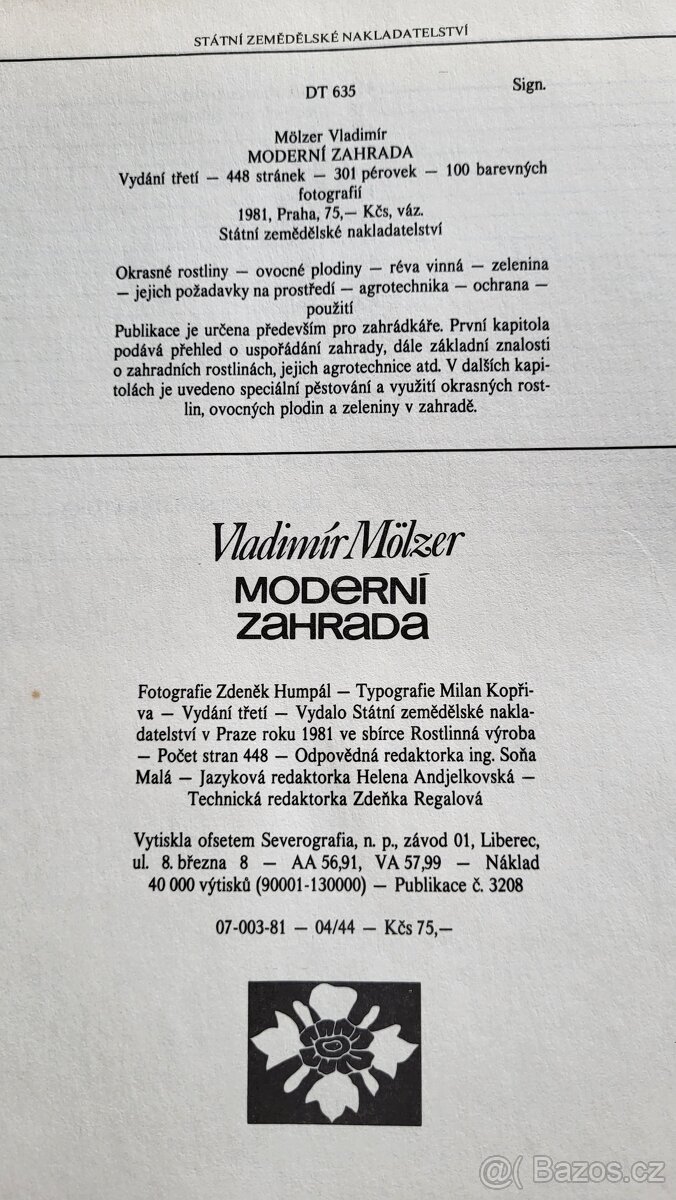 STÁTNÍ ZEMĚDĚLSKÉ NAKLADATELSTVÍ
DT 635 Sign.
Mölzer Vladimír
MODERNÍ ZAHRADA
Vydání třetí — 448 stránek — 301 pérovek — 100 barevných
fotografií
1981, Praha, 75,— Kčs, váz.
Státní zemědělské nakladatelství
Okrasné rostliny — ovocné plodiny — réva vinná — zelenina
— jejich požadavky na prostředí — agrotechnika — ochrana —
použití
Publikace je určena především pro zahrádkáře. První kapitola
podává přehled o uspořádání zahrady, dále základní znalosti
o zahradních rostlinách, jejich agrotechnice atd. V dalších kapi-
tolách je uvedeno speciální pěstování a využití okrasných rost-
lin, ovocných plodin a zeleniny v zahradě.
Vladimír Mölzer
MODERNÍ
ZAHRADA
Fotografie Zdeněk Humpál — Typografie Milan Kopři-
va — Vydání třetí — Vydalo Státní zemědělské nakla-
datelství v Praze roku 1981 ve sbírce Rostlinná výroba
— Počet stran 448 — Odpovědná redaktorka ing. Soňa
Malá — Jazyková redaktorka Helena Andjelkovská —
Technická redaktorka Zdeňka Regalová
Vytiskla ofsetem Severografia, n. p., závod 01, Liberec,
ul. 8. března 8 — AA 56,91, VA 57,99 — Náklad
40 000 výtisků (90001-130000) — Publikace č. 3208
07-003-81 — 04/44 — Kčs 75,—
@( Bazos.cz